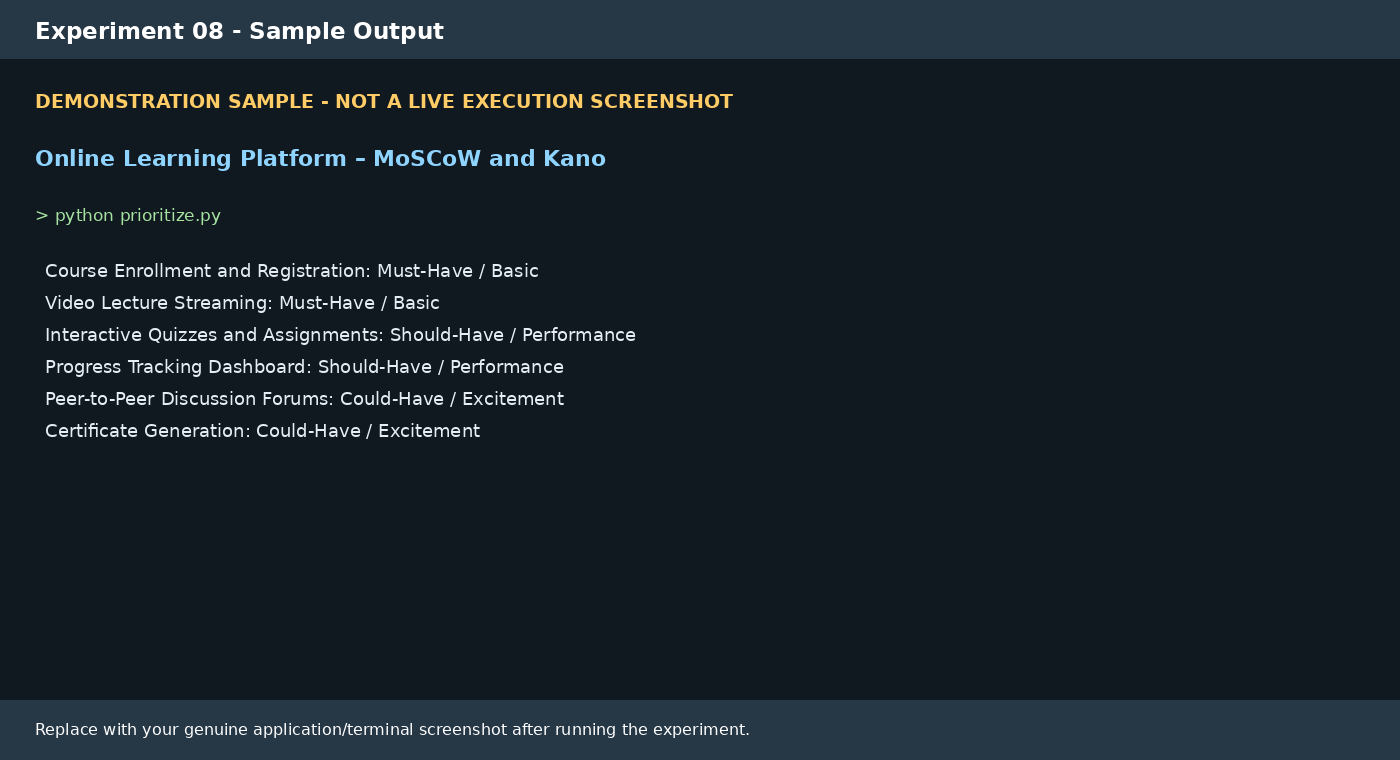 Experiment 08 - Sample Output
DEMONSTRATION SAMPLE - NOT A LIVE EXECUTION SCREENSHOT
Online Learning Platform – MoSCoW and Kano
> python prioritize.py
Course Enrollment and Registration: Must-Have / Basic
Video Lecture Streaming: Must-Have / Basic
Interactive Quizzes and Assignments: Should-Have / Performance
Progress Tracking Dashboard: Should-Have / Performance
Peer-to-Peer Discussion Forums: Could-Have / Excitement
Certificate Generation: Could-Have / Excitement
Replace with your genuine application/terminal screenshot after running the experiment.